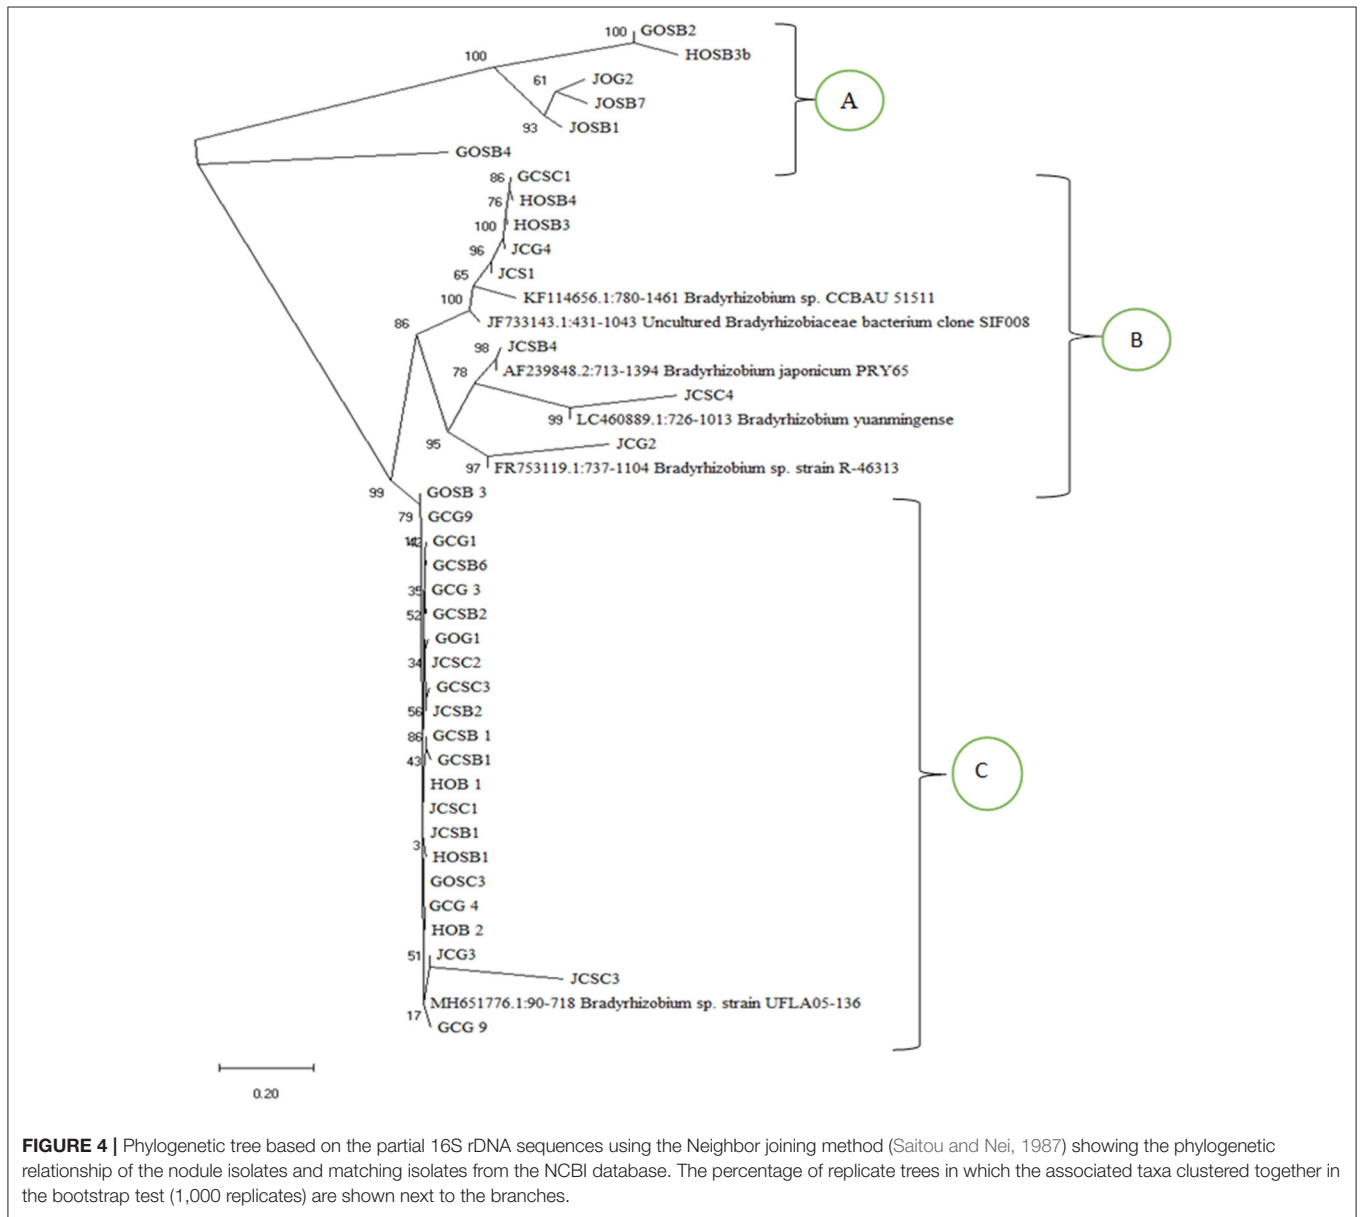 100 GOSB2
HOSB3b
100
61 JOG2
JOSB7
93 JOSB1
A
GOSB4
86 GCSC1
76 HOSB4
100 HOSB3
96 JCG4
65 JCS1
KF114656.1:780-1461 Bradyrhizobium sp. CCBAU 51511
100
JF733143.1:431-1043 Uncultured Bradyrhizobiaceae bacterium clone SIF008
86
B
98 JCSB4
78 AF239848.2:713-1394 Bradyrhizobium japonicum PRY65
JCSC4
99 LC460889.1:726-1013 Bradyrhizobium yuanmingense
95 JCG2
97 FR753119.1:737-1104 Bradyrhizobium sp. strain R-46313
99 GOSB 3
79 GCG9
GCG1
GCSB6
35 GCG 3
52 GCSB2
GOG1
34 JCSC2
GCSC3
56 JCSB2
86 GCSB 1
43 GCSB1
C
HOB 1
JCSC1
JCSB1
3
HOSB1
GOSC3
GCG 4
HOB 2
51 JCG3
JCSC3
MH651776.1:90-718 Bradyrhizobium sp. strain UFLA05-136
17
GCG 9
0.20
FIGURE 4 | Phylogenetic tree based on the partial 16S rDNA sequences using the Neighbor joining method (Saitou and Nei, 1987) showing the phylogenetic
relationship of the nodule isolates and matching isolates from the NCBI database. The percentage of replicate trees in which the associated taxa clustered together in
the bootstrap test (1,000 replicates) are shown next to the branches.